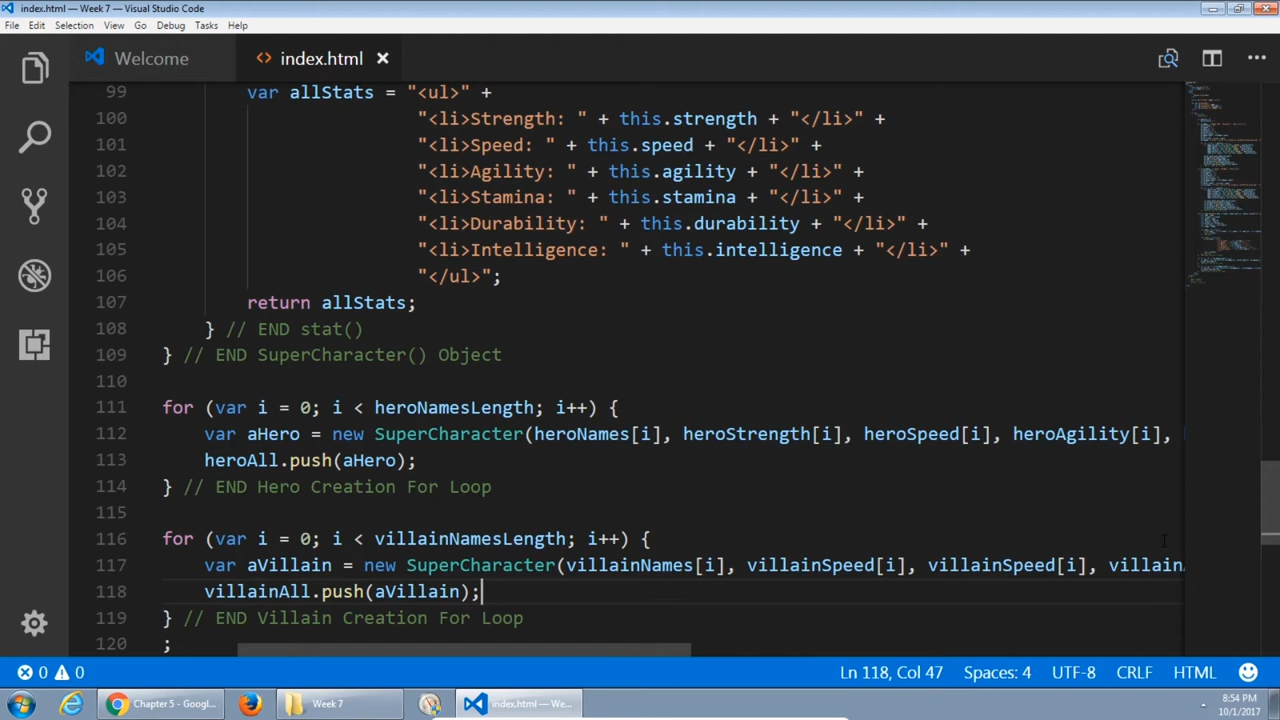 index.html — Week 7 — Visual Studio Code
File Edit Selection View Go Debug Tasks Help
Welcome index.html
99 var allStats = "<ul>" +
100 "<li>Strength: " + this.strength + "</li>" +
101 "<li>Speed: " + this.speed + "</li>" +
102 "<li>Agility: " + this.agility + "</li>" +
103 "<li>Stamina: " + this.stamina + "</li>" +
104 "<li>Durability: " + this.durability + "</li>" +
105 "<li>Intelligence: " + this.intelligence + "</li>" +
106 "</ul>";
107 return allStats;
108 } // END stat()
109 } // END SuperCharacter() Object
110
111 for (var i = 0; i < heroNamesLength; i++) {
112 var aHero = new SuperCharacter(heroNames[i], heroStrength[i], heroSpeed[i], heroAgility[i],
113 heroAll.push(aHero);
114 } // END Hero Creation For Loop
115
116 for (var i = 0; i < villainNamesLength; i++) {
117 var aVillain = new SuperCharacter(villainNames[i], villainSpeed[i], villainSpeed[i], villain
118 villainAll.push(aVillain);
119 } // END Villain Creation For Loop
120 ;
0 0 Ln 118, Col 47 Spaces: 4 UTF-8 CRLF HTML
Chapter 5 - Googl... Week 7 index.html — We... 8:54 PM
10/1/2017